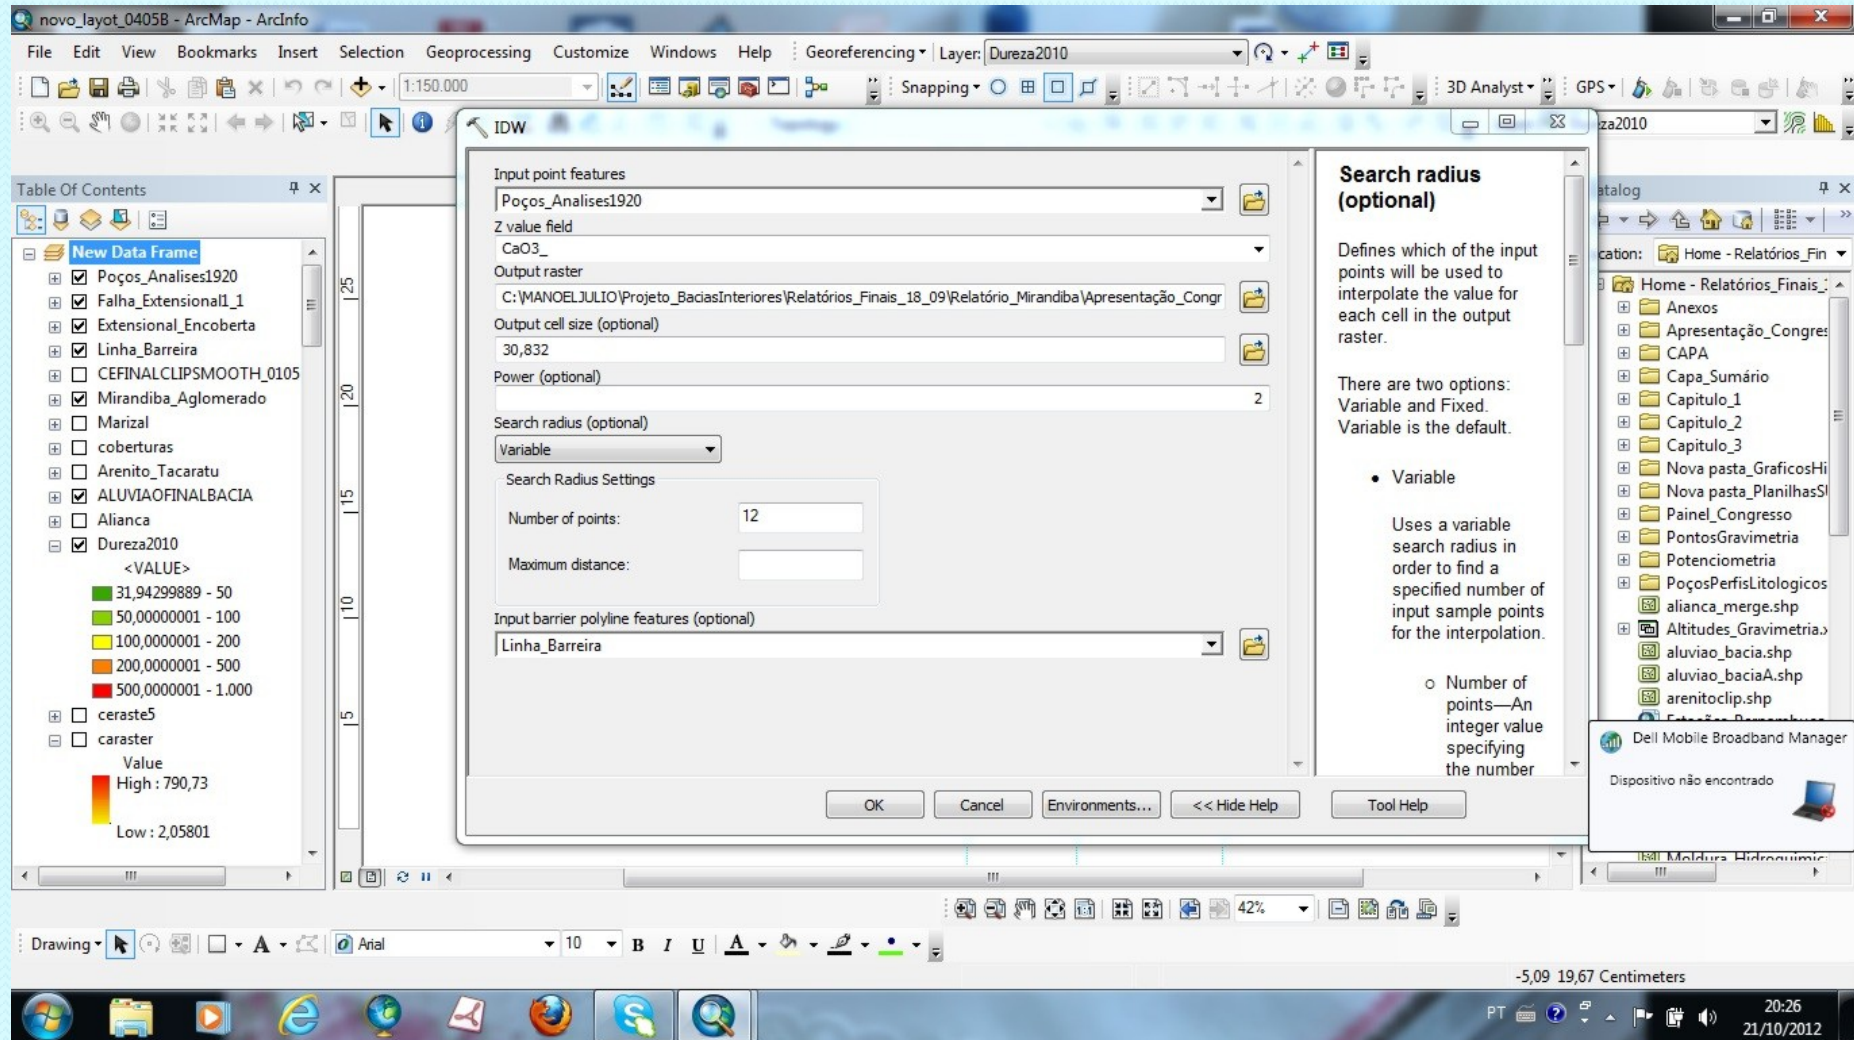 novo_layot_0405B - ArcMap - ArcInfo
File Edit View Bookmarks Insert Selection Geoprocessing Customize Windows Help Georeferencing Layer: Dureza2010
1:150.000 Snapping 3D Analyst GPS
IDW
za2010
Table Of Contents
New Data Frame
Poços_Analises1920
Falha_Extensional1_1
Extensional_Encoberta
Linha_Barreira
CEFINALCLIPSMOOTH_0105
Mirandiba_Aglomerado
Marizal
coberturas
Arenito_Tacaratu
ALUVIAOFINALBACIA
Alianca
Dureza2010
<VALUE>
31,94299889 - 50
50,00000001 - 100
100,0000001 - 200
200,0000001 - 500
500,0000001 - 1.000
ceraste5
caraster
Value
High : 790,73
Low : 2,05801
25
20
15
10
5
Input point features
Poços_Analises1920
Z value field
CaO3_
Output raster
C:\MANOELJULIO\Projeto_BaciasInteriores\Relatórios_Finais_18_09\Relatório_Mirandiba\Apresentação_Congr
Output cell size (optional)
30,832
Power (optional)
2
Search radius (optional)
Variable
Search Radius Settings
Number of points: 12
Maximum distance:
Input barrier polyline features (optional)
Linha_Barreira
OK Cancel Environments... << Hide Help Tool Help
Search radius
(optional)
Defines which of the input
points will be used to
interpolate the value for
each cell in the output
raster.
There are two options:
Variable and Fixed.
Variable is the default.
• Variable
Uses a variable
search radius in
order to find a
specified number of
input sample points
for the interpolation.
o Number of
points—An
integer value
specifying
the number
atalog
cation: Home - Relatórios_Fin
Home - Relatórios_Finais_
Anexos
Apresentação_Congres
CAPA
Capa_Sumário
Capitulo_1
Capitulo_2
Capitulo_3
Nova pasta_GraficosHi
Nova pasta_PlanilhasS
Painel_Congresso
PontosGravimetria
Potenciometria
PoçosPerfisLitologicos
alianca_merge.shp
Altitudes_Gravimetria.x
aluviao_bacia.shp
aluviao_baciaA.shp
arenitoclip.shp
Dell Mobile Broadband Manager
Dispositivo não encontrado
Moldura_Hidroquimic
42%
Drawing A Arial 10 B I U A
-5,09 19,67 Centimeters
PT 20:26
21/10/2012